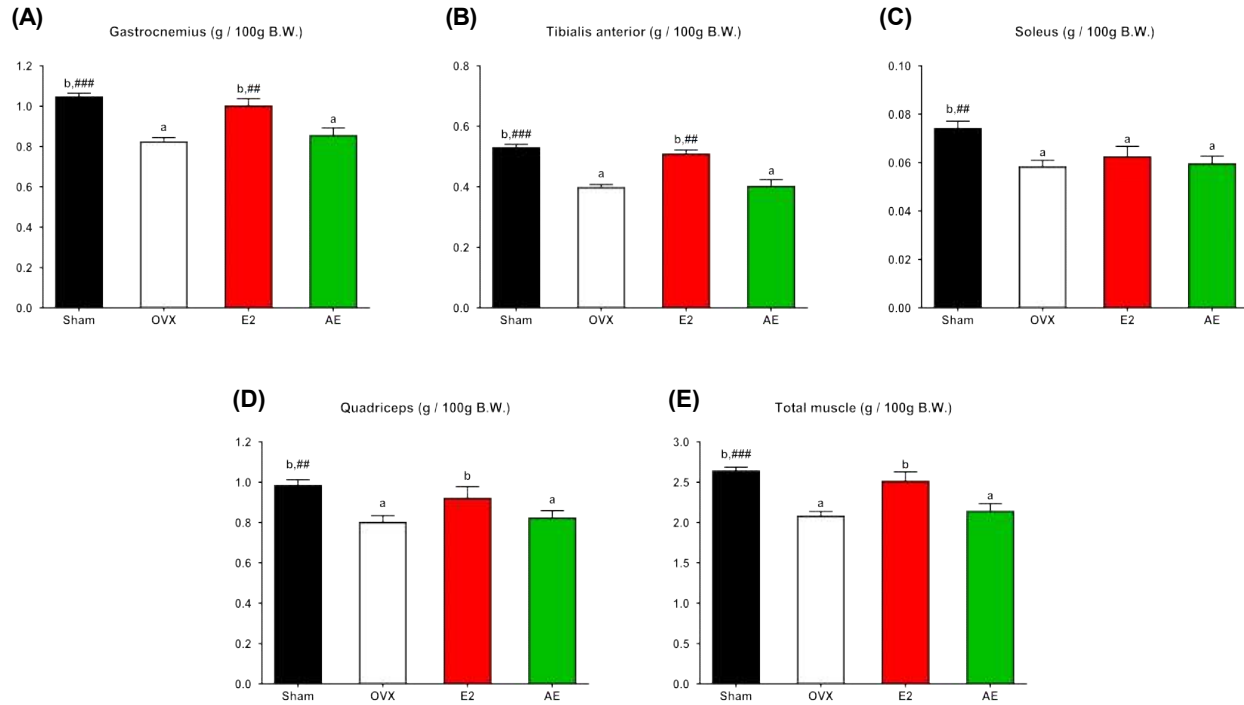 (A)
Gastrocnemius (g / 100g B.W.)
1.2
1.0
0.8
0.6
0.4
0.2
0.0
b,###
a
b,##
a
Sham OVX E2 AE
(B)
Tibialis anterior (g / 100g B.W.)
0.8
0.6
0.4
0.2
0.0
b,###
a
b,##
a
Sham OVX E2 AE
(C)
Soleus (g / 100g B.W.)
0.10
0.08
0.06
0.04
0.02
0.00
b,##
a
a
a
Sham OVX E2 AE
(D)
Quadriceps (g / 100g B.W.)
1.2
1.0
0.8
0.6
0.4
0.2
0.0
b,##
a
b
a
Sham OVX E2 AE
(E)
Total muscle (g / 100g B.W.)
3.0
2.5
2.0
1.5
1.0
0.5
0.0
b,###
a
b
a
Sham OVX E2 AE